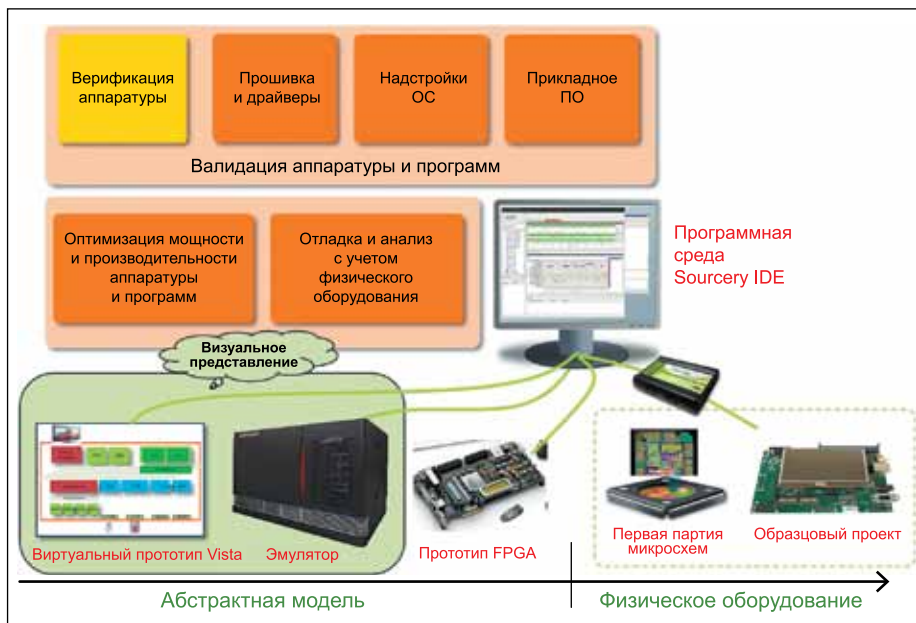 Верификация
аппаратуры
Прошивка
и драйверы
Надстройки
ОС
Прикладное
ПО
Валидация аппаратуры и программ
Оптимизация мощности
и производительности
аппаратуры
и программ
Отладка и анализ
с учетом
физического
оборудования
Программная
среда
Sourcery IDE
Визуальное
представление
Виртуальный прототип Vista
Эмулятор
Прототип FPGA
Первая партия
микросхем
Образцовый проект
Абстрактная модель
Физическое оборудование